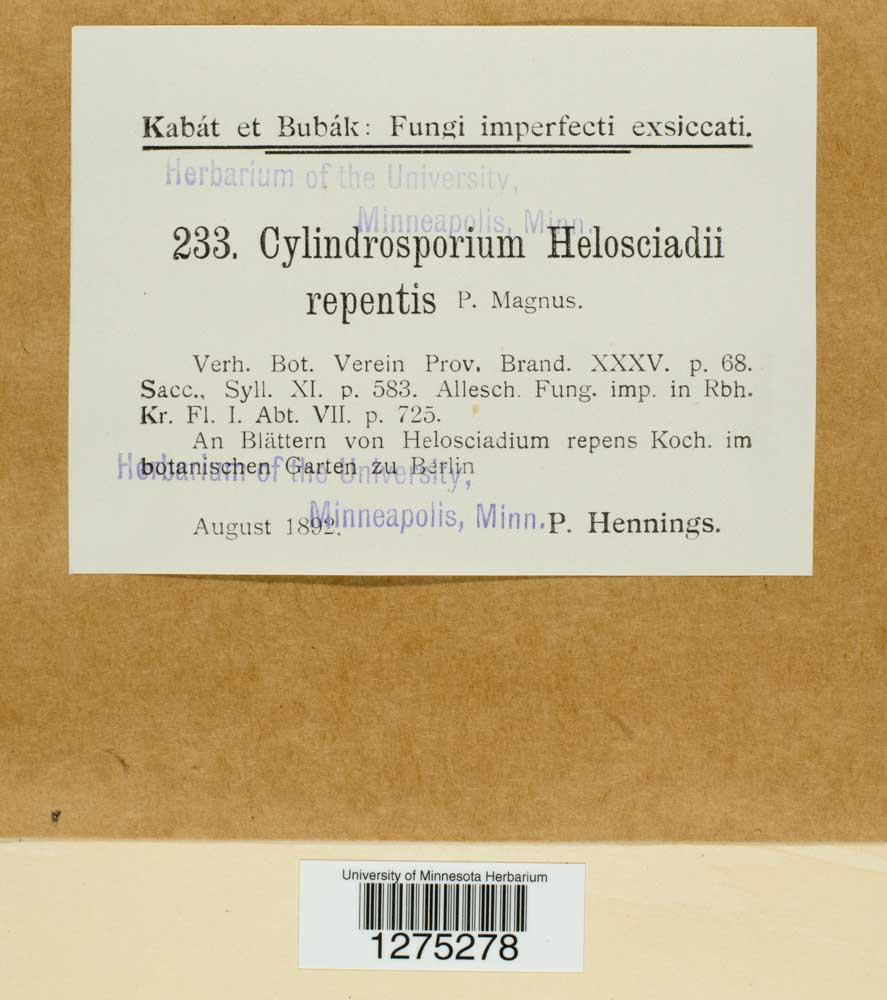 Kabát et Bubák: Fungi imperfecti exsiccati.
Herbarium of the University,
Minneapolis, Minn.
233. Cylindrosporium Helosciadii
repentis P. Magnus.
Verh. Bot. Verein Prov. Brand. XXXV. p. 68.
Sacc., Syll. XI. p. 583. Allesch. Fung. imp. in Rbh.
Kr. Fl. I. Abt. VII. p. 725.
An Blättern von Helosciadium repens Koch. im
botanischen Garten zu Berlin
Herbarium of the University,
Minneapolis, Minn.
August 1892. P. Hennings.
University of Minnesota Herbarium
1275278